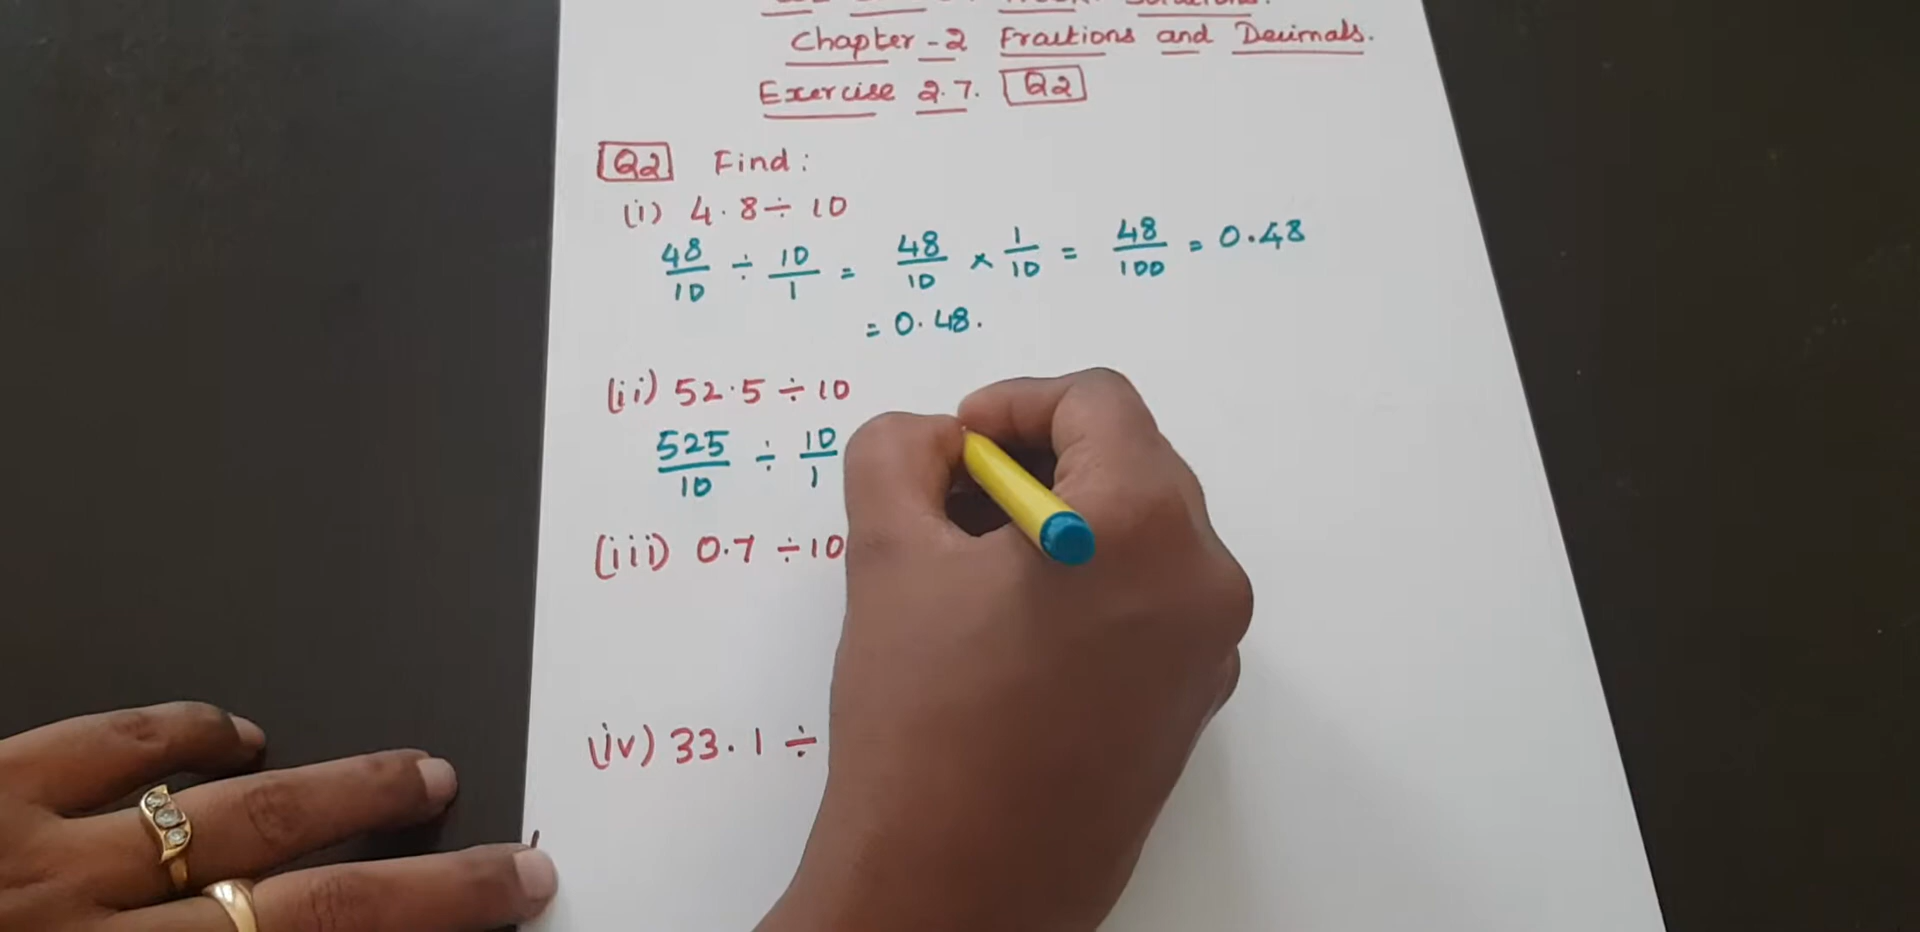 Chapter - 2 Fractions and Decimals.
Exercise 2.7. Q2
Q2 Find :
(i) 4.8 ÷ 10
48/10 ÷ 10/1 = 48/10 × 1/10 = 48/100 = 0.48
= 0.48.
(ii) 52.5 ÷ 10
525/10 ÷ 10/1
(iii) 0.7 ÷ 10
(iv) 33.1 ÷